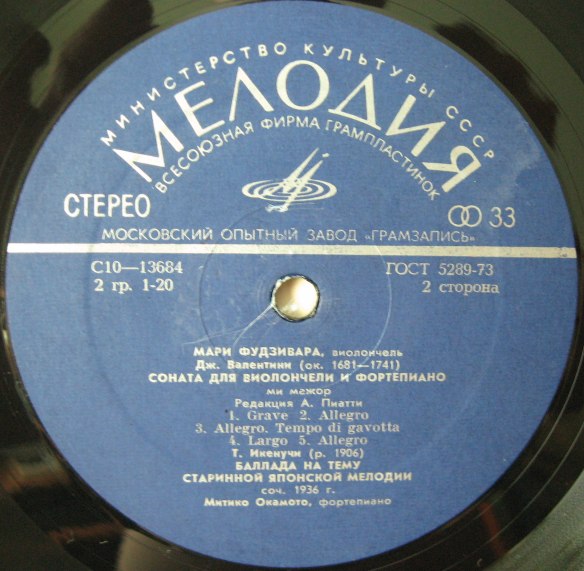 МИНИСТЕРСТВО КУЛЬТУРЫ СССР
МЕЛОДИЯ
ВСЕСОЮЗНАЯ ФИРМА ГРАМПЛАСТИНОК
СТЕРЕО
33
МОСКОВСКИЙ ОПЫТНЫЙ ЗАВОД «ГРАМЗАПИСЬ»
С10—13684
ГОСТ 5289-73
2 гр. 1-20
2 сторона
МАРИ ФУДЗИВАРА, виолончель
Дж. Валентини (ок. 1681—1741)
СОНАТА ДЛЯ ВИОЛОНЧЕЛИ И ФОРТЕПИАНО
ми межор
Редакция А. Пиатти
1. Grave 2. Allegro
3. Allegro. Tempo di gavotta
4. Largo 5. Allegro
Т. Икенучи (р. 1906)
БАЛЛАДА НА ТЕМУ
СТАРИННОЙ ЯПОНСКОЙ МЕЛОДИИ
соч. 1936 г.
Митико Окамото, фортепиано